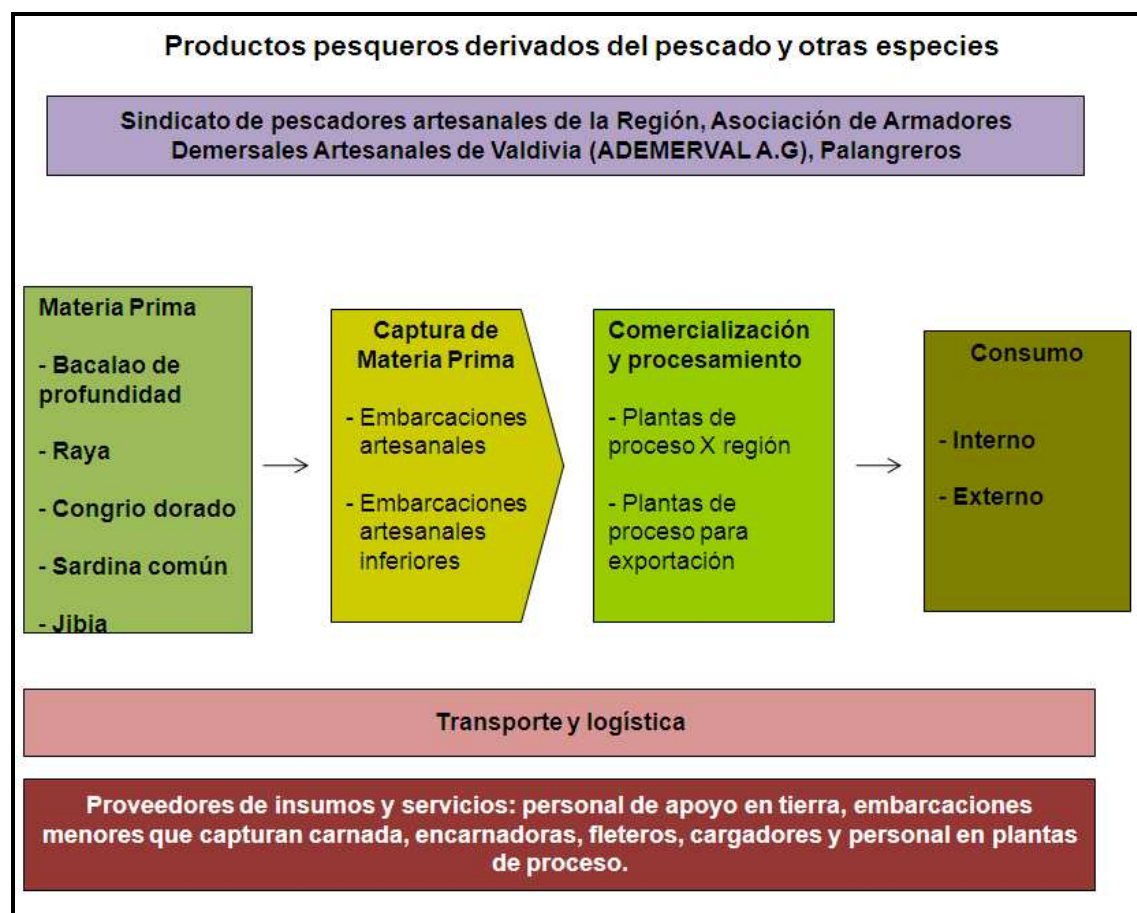 Productos pesqueros derivados del pescado y otras especies
Sindicato de pescadores artesanales de la Región, Asociación de Armadores
Demersales Artesanales de Valdivia (ADEMERVAL A.G), Palangreros
Materia Prima
- Bacalao de
profundidad
- Raya
- Congrio dorado
- Sardina común
- Jibia
Captura de
Materia Prima
- Embarcaciones
artesanales
- Embarcaciones
artesanales
inferiores
Comercialización
y procesamiento
- Plantas de
proceso X región
- Plantas de
proceso para
exportación
Consumo
- Interno
- Externo
Transporte y logística
Proveedores de insumos y servicios: personal de apoyo en tierra, embarcaciones
menores que capturan carnada, encarnadoras, fleteros, cargadores y personal en plantas
de proceso.